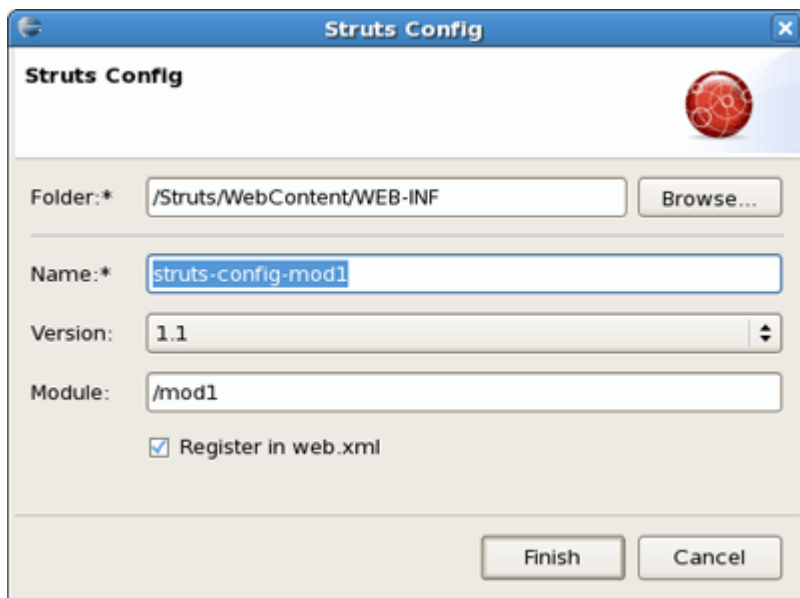 Struts Config
Struts Config
Folder:* /Struts/WebContent/WEB-INF Browse...
Name:* struts-config-mod1
Version: 1.1
Module: /mod1
Register in web.xml
Finish Cancel